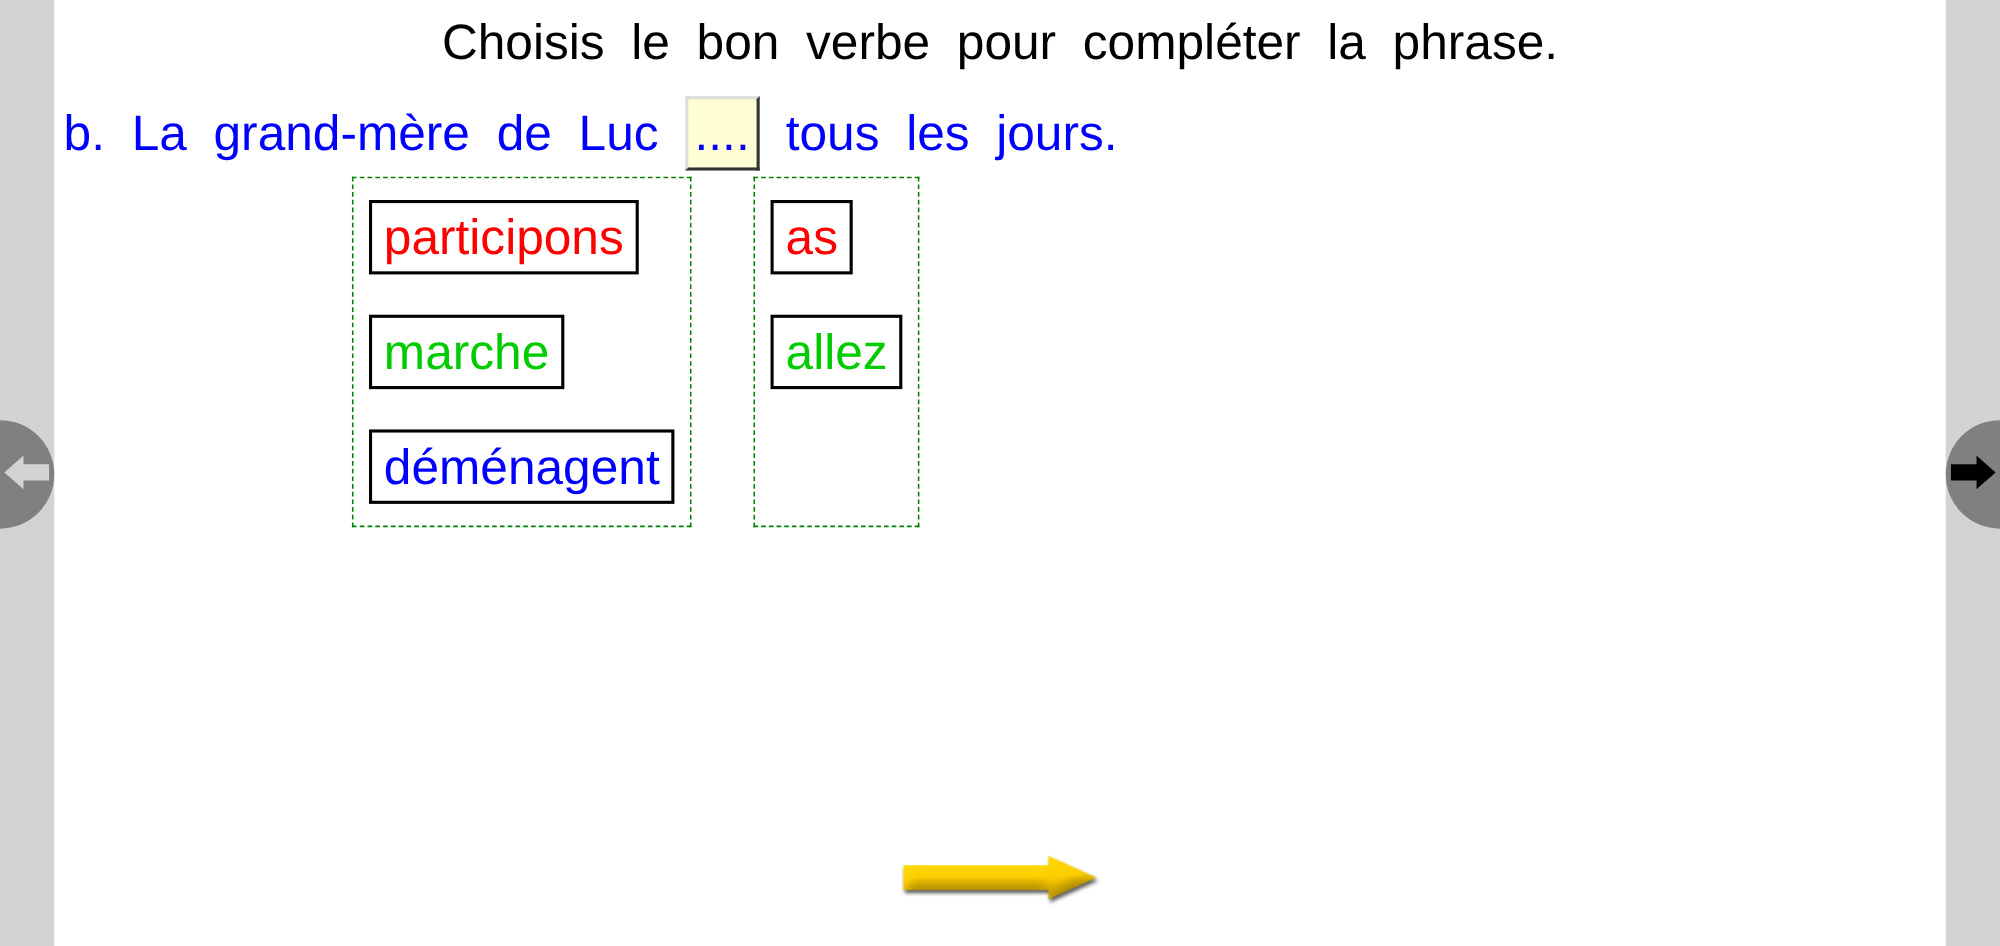 Choisis le bon verbe pour compléter la phrase.
b. La grand-mère de Luc .... tous les jours.
participons as
marche allez
déménagent